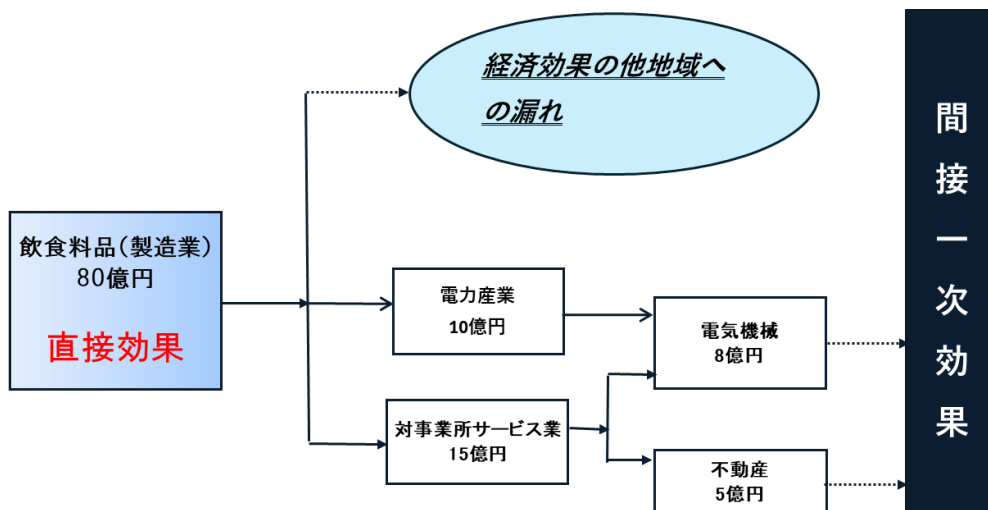 経済効果の他地域へ
の漏れ
飲食料品（製造業）
80億円
直接効果
電力産業
10億円
対事業所サービス業
15億円
電気機械
8億円
不動産
5億円
間接一次効果